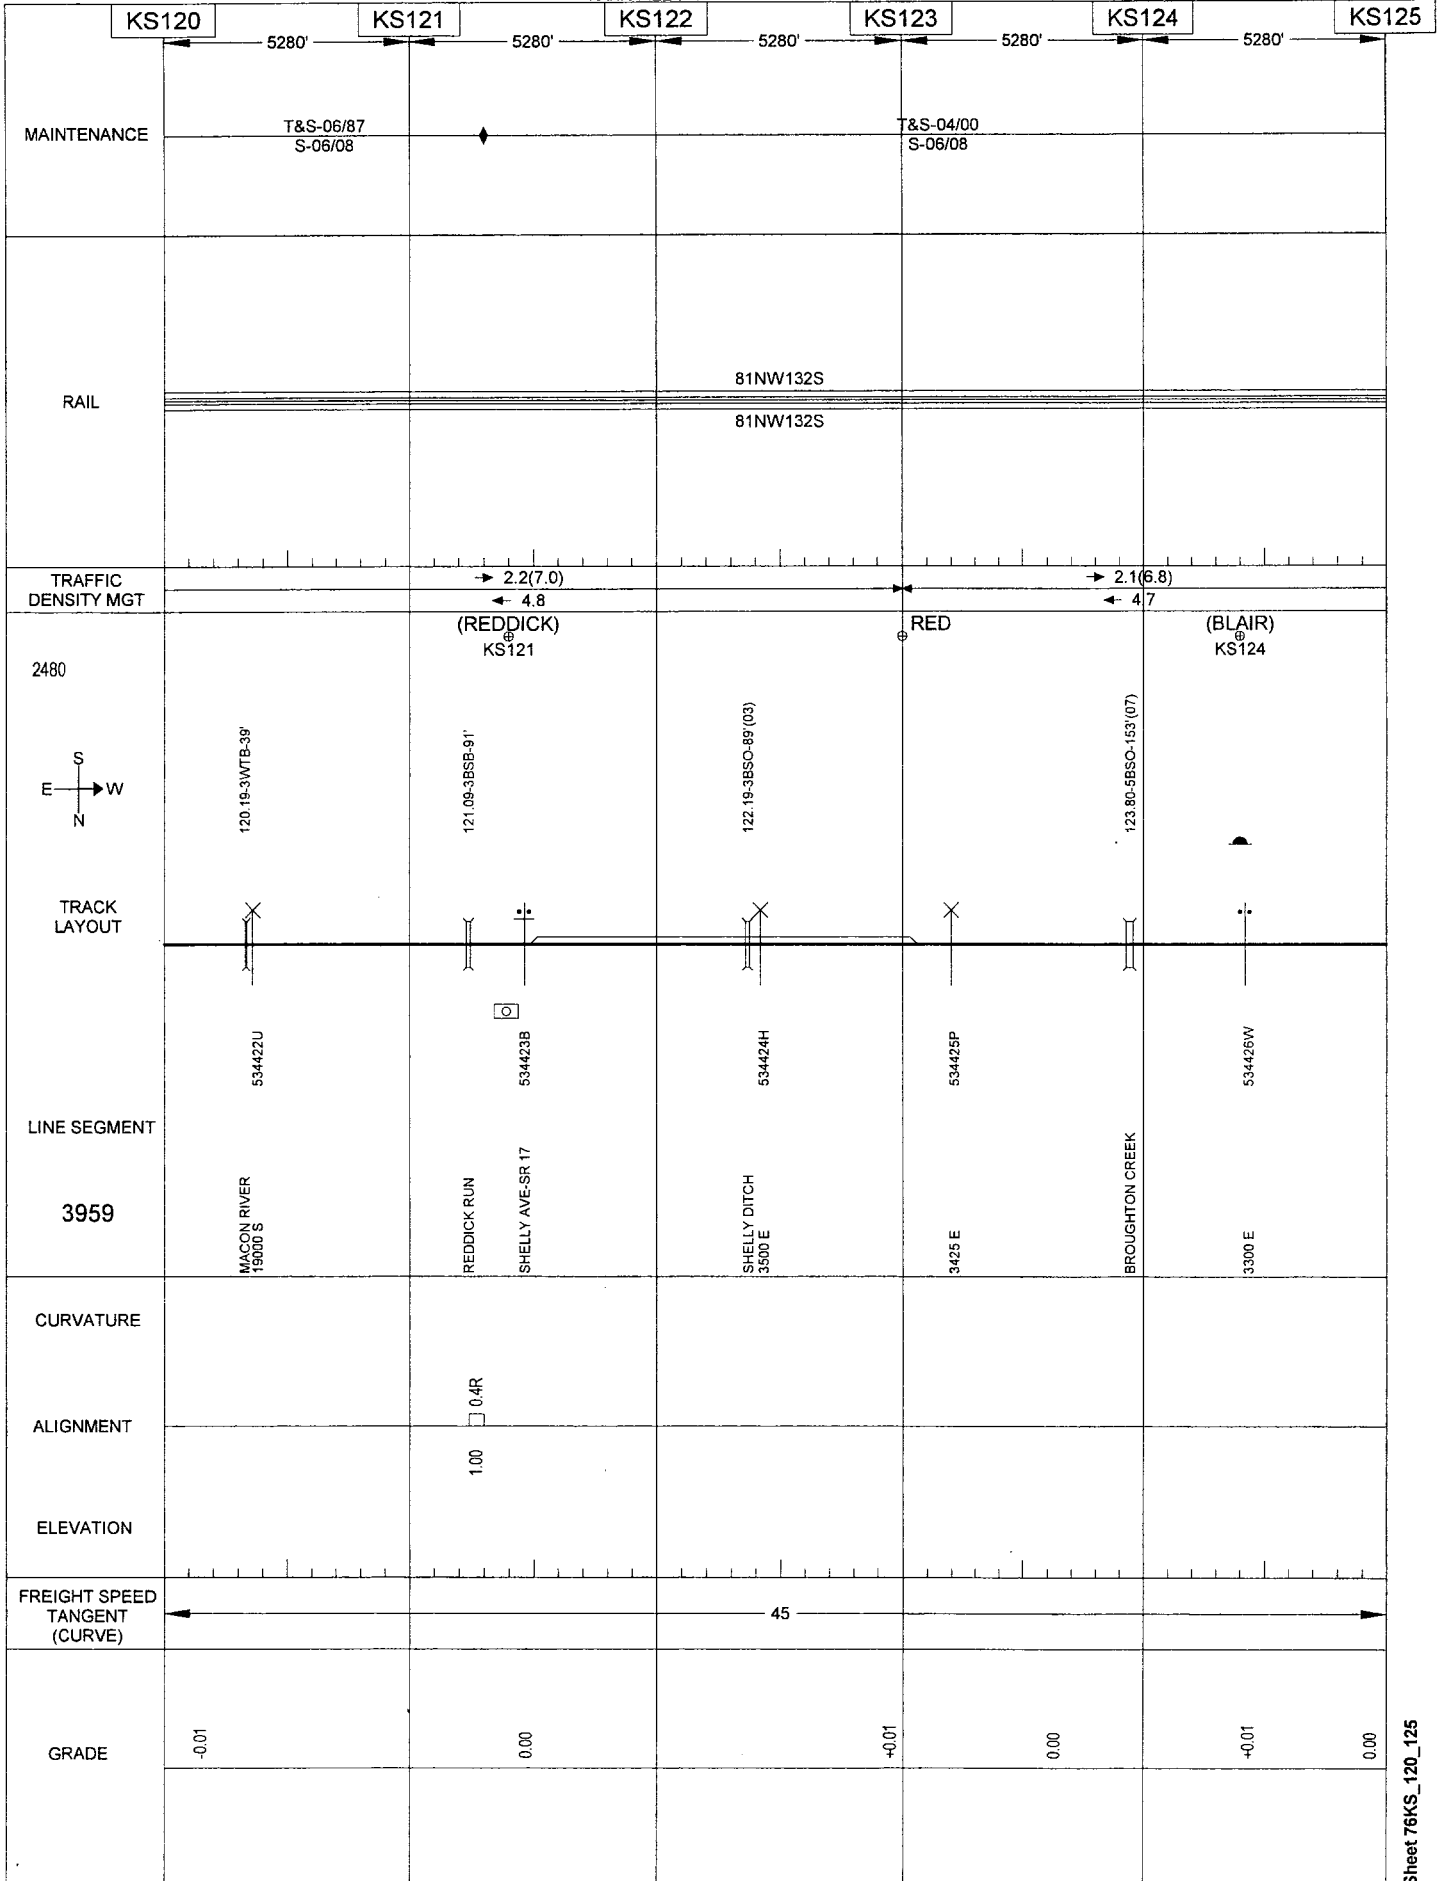 KS120 KS121 KS122 KS123 KS124 KS125
5280' 5280' 5280' 5280' 5280'
MAINTENANCE
T&S-06/87
S-06/08
T&S-04/00
S-06/08
RAIL
81NW132S
81NW132S
TRAFFIC
DENSITY MGT
2.2(7.0)
4.8
2.1(6.8)
4.7
(REDDICK)
KS121
RED
(BLAIR)
KS124
2480
S
E W
N
120.19-3WTB-39'
121.09-3BSB-91'
122.19-3BSO-89'(03)
123.80-5BSO-153'(07)
TRACK
LAYOUT
534422U
534423B
534424H
534425P
534426W
LINE SEGMENT
3959
MACON RIVER
19000 S
REDDICK RUN
SHELLY AVE-SR 17
SHELLY DITCH
3500 E
3425 E
BROUGHTON CREEK
3300 E
CURVATURE
0.4R
ALIGNMENT
1.00
ELEVATION
FREIGHT SPEED
TANGENT
(CURVE)
45
GRADE
-0.01
0.00
+0.01
0.00
+0.01
0.00
Sheet 76KS_120_125